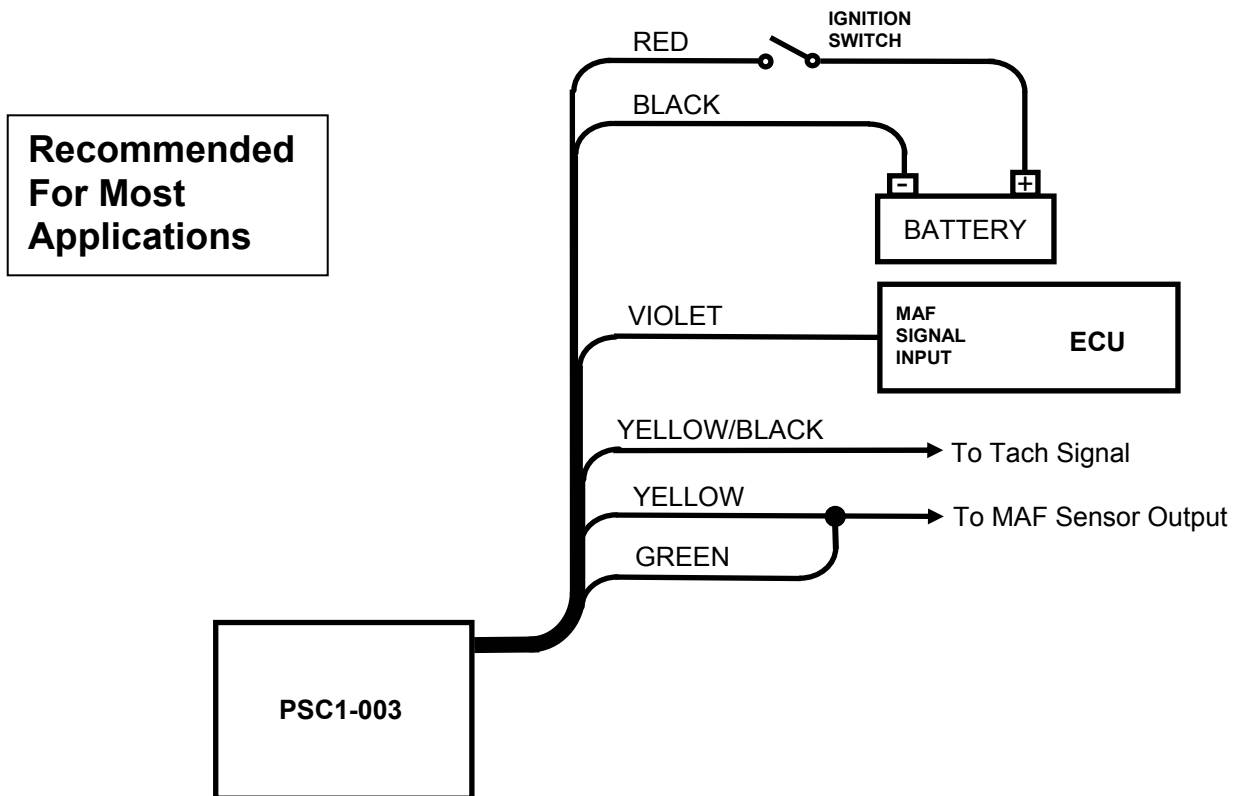 IGNITION
SWITCH
RED
BLACK
Recommended
For Most
Applications
-
+
BATTERY
VIOLET
MAF
SIGNAL
INPUT
ECU
YELLOW/BLACK
To Tach Signal
YELLOW
To MAF Sensor Output
GREEN
PSC1-003